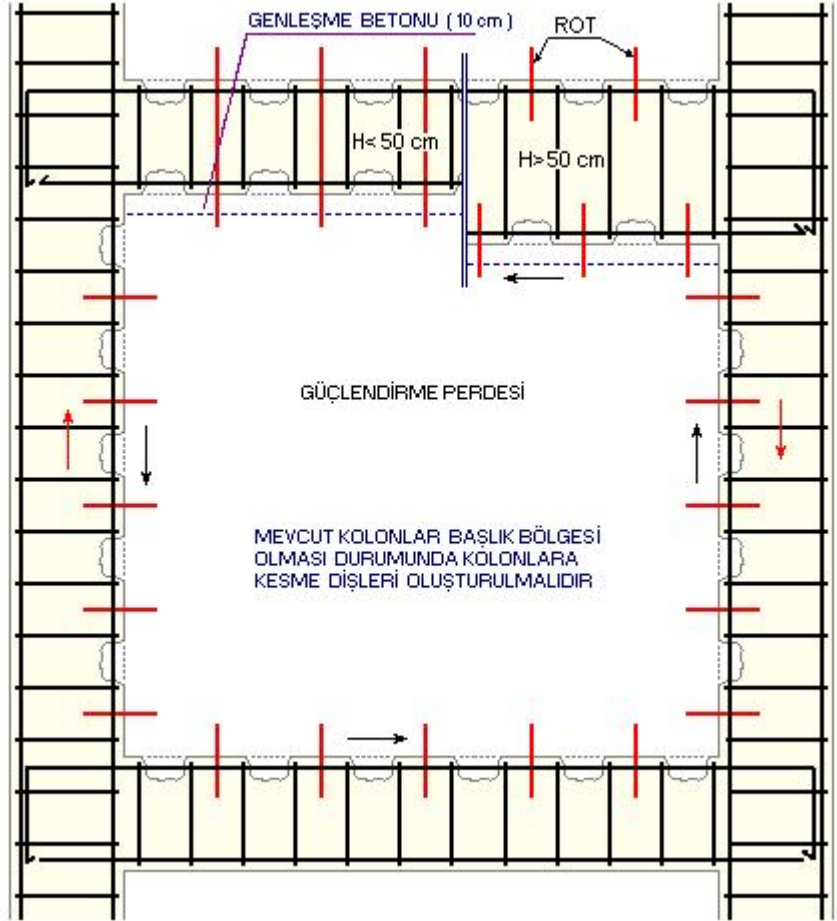 GENLEŞME BETONU ( 10 cm )
ROT
H< 50 cm
H> 50 cm
GÜÇLENDİRME PERDESİ
MEVCUT KOLONLAR BAŞLIK BÖLGESİ
OLMASI DURUMUNDA KOLONLARA
KESME DİŞLERİ OLUŞTURULMALIDIR